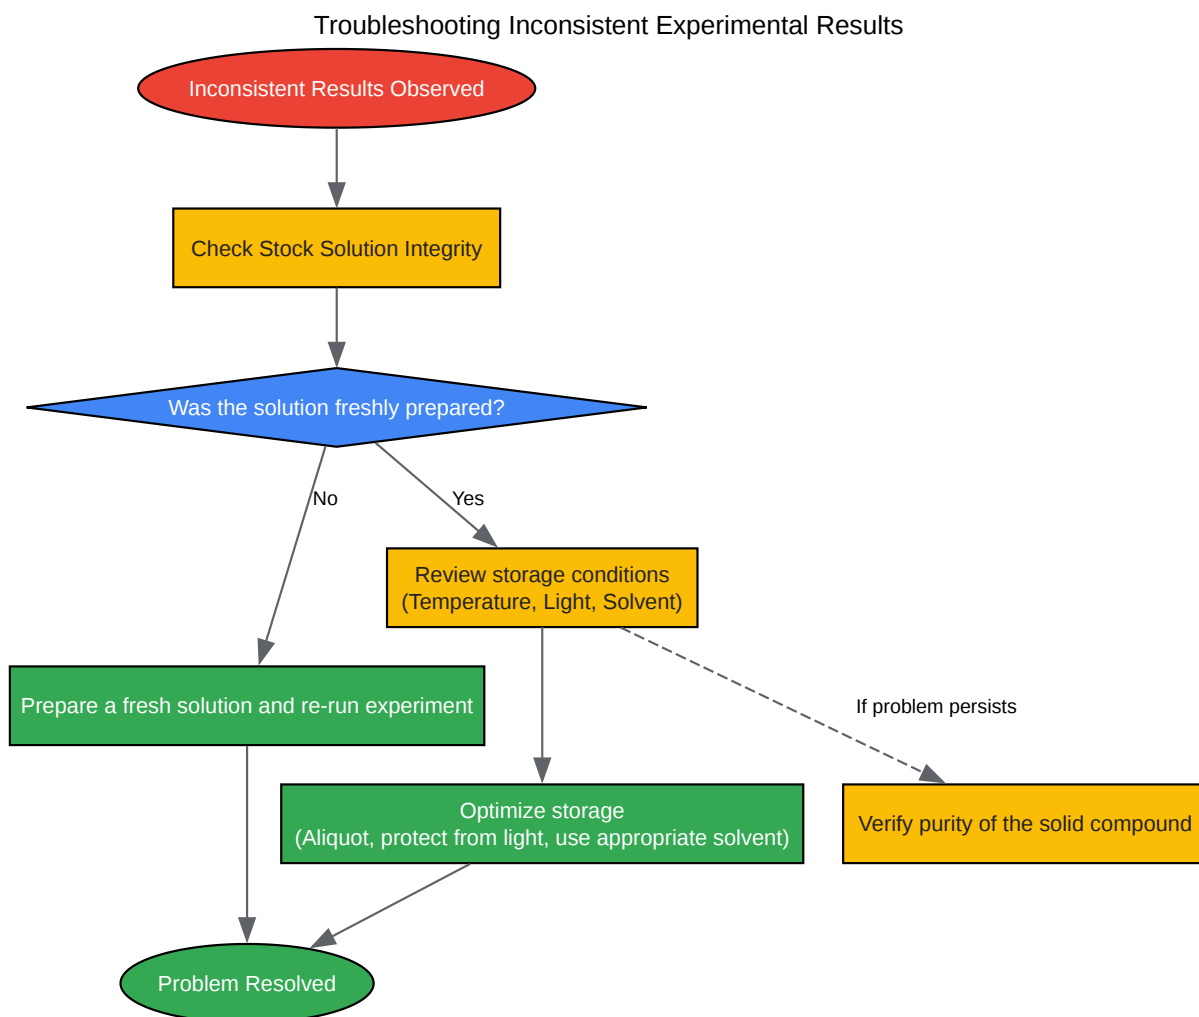 Troubleshooting Inconsistent Experimental Results
Inconsistent Results Observed
Check Stock Solution Integrity
Was the solution freshly prepared?
No
Yes
Review storage conditions
(Temperature, Light, Solvent)
Prepare a fresh solution and re-run experiment
If problem persists
Optimize storage
(Aliquot, protect from light, use appropriate solvent)
Verify purity of the solid compound
Problem Resolved